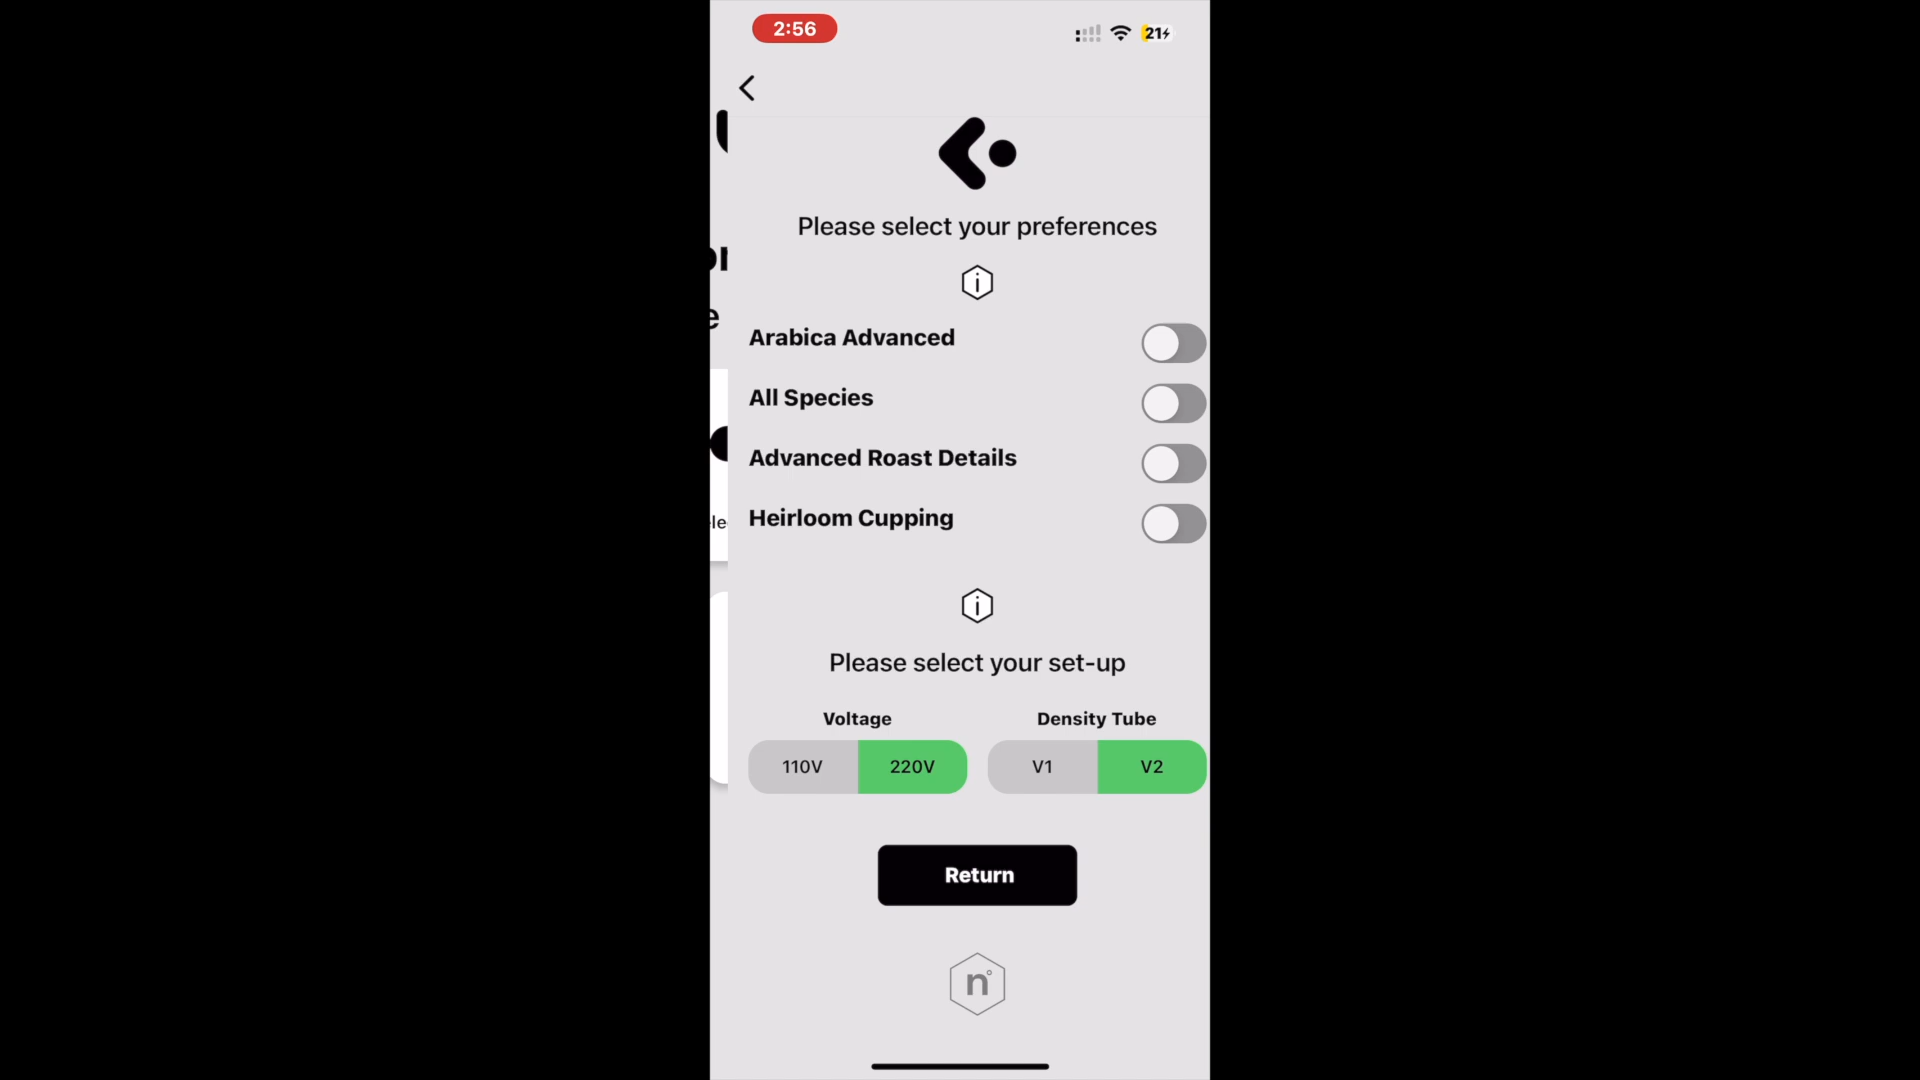 2:56
21
Please select your preferences
i
Arabica Advanced
All Species
Advanced Roast Details
Heirloom Cupping
i
Please select your set-up
Voltage
Density Tube
110V
220V
V1
V2
Return
n°